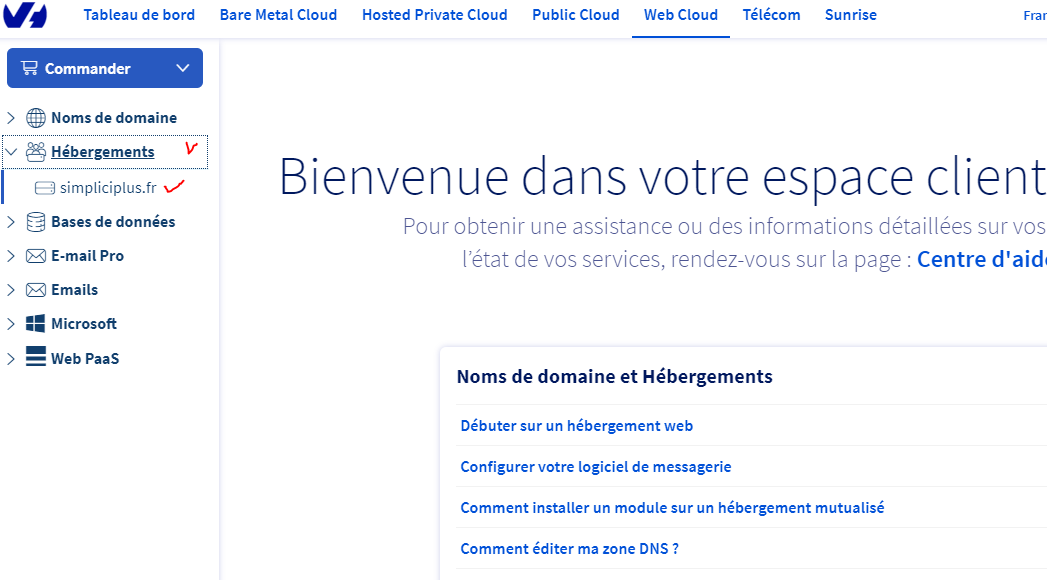 Tableau de bord Bare Metal Cloud Hosted Private Cloud Public Cloud Web Cloud Télécom Sunrise
Commander
Noms de domaine
Hébergements
simpliciplus.fr
Bases de données
E-mail Pro
Emails
Microsoft
Web PaaS
Bienvenue dans votre espace client
Pour obtenir une assistance ou des informations détaillées sur vos
l’état de vos services, rendez-vous sur la page : Centre d'aid
Noms de domaine et Hébergements
Débuter sur un hébergement web
Configurer votre logiciel de messagerie
Comment installer un module sur un hébergement mutualisé
Comment éditer ma zone DNS ?